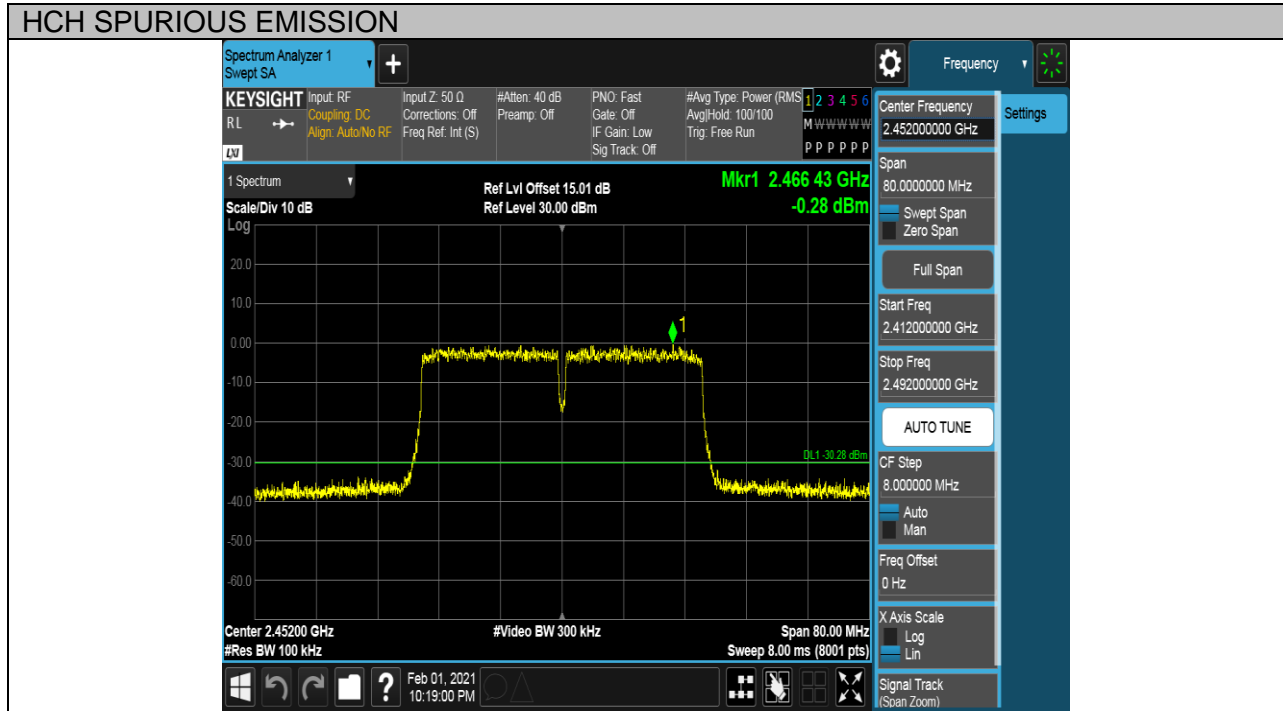 HCH SPURIOUS EMISSION
Spectrum Analyzer 1
Swept SA
+
Frequency
KEYSIGHT
RL
LXI
Input: RF
Coupling: DC
Align: Auto/No RF
Input Z: 50 Ω
Corrections: Off
Freq Ref: Int (S)
#Atten: 40 dB
Preamp: Off
PNO: Fast
Gate: Off
IF Gain: Low
Sig Track: Off
#Avg Type: Power (RMS
Avg|Hold: 100/100
Trig: Free Run
1 2 3 4 5 6
M W W W W W
P P P P P P
1 Spectrum
Scale/Div 10 dB
Log
Ref Lvl Offset 15.01 dB
Ref Level 30.00 dBm
Mkr1 2.466 43 GHz
-0.28 dBm
20.0
10.0
0.00
-10.0
-20.0
-30.0
-40.0
-50.0
-60.0
1
DL1 -30.28 dBm
Center 2.45200 GHz
#Video BW 300 kHz
Span 80.00 MHz
#Res BW 100 kHz
Sweep 8.00 ms (8001 pts)
?
Feb 01, 2021
10:19:00 PM
Center Frequency
2.452000000 GHz
Settings
Span
80.0000000 MHz
Swept Span
Zero Span
Full Span
Start Freq
2.412000000 GHz
Stop Freq
2.492000000 GHz
AUTO TUNE
CF Step
8.000000 MHz
Auto
Man
Freq Offset
0 Hz
X Axis Scale
Log
Lin
Signal Track
(Span Zoom)